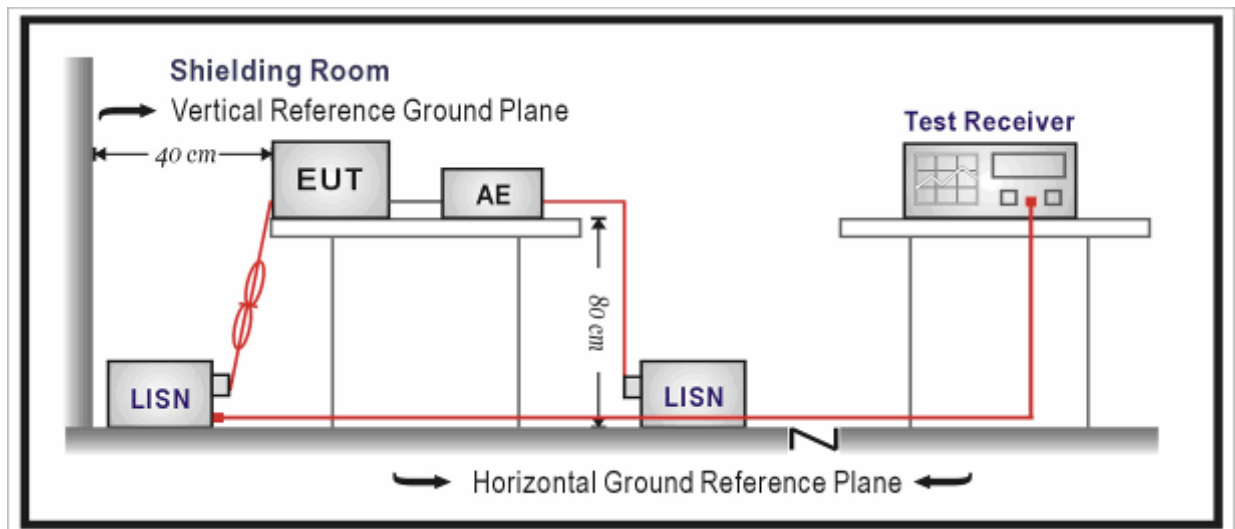 Shielding Room
Vertical Reference Ground Plane
Test Receiver
40 cm
EUT
AE
80 cm
LISN
LISN
Horizontal Ground Reference Plane